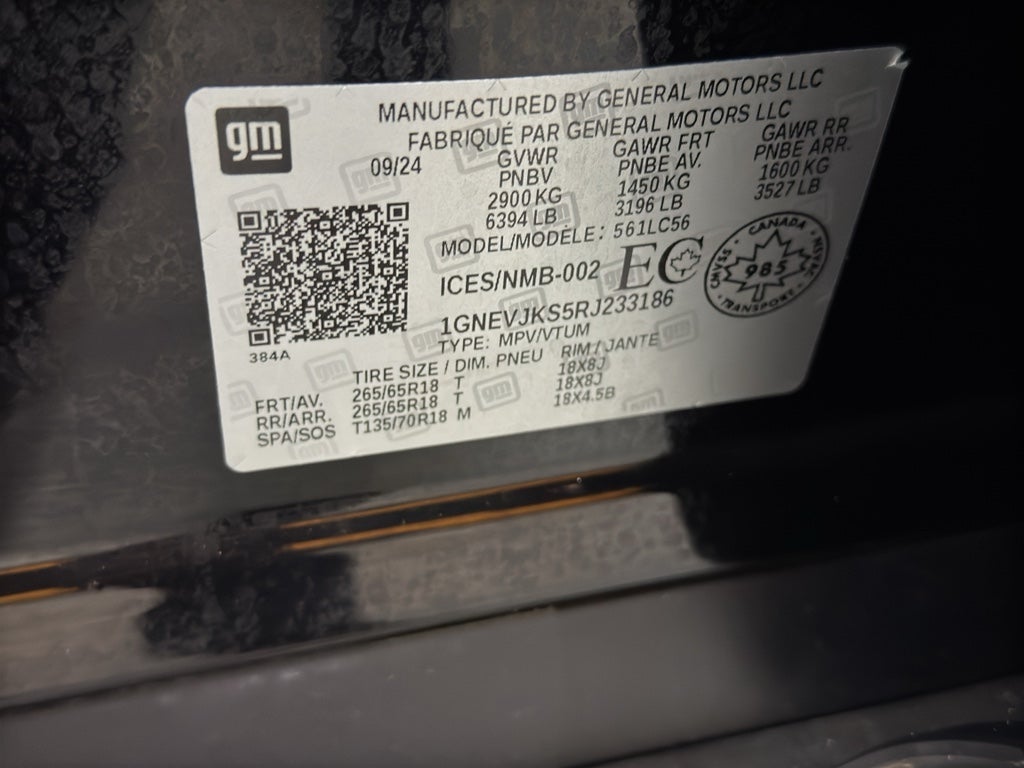 gm
MANUFACTURED BY GENERAL MOTORS LLC
FABRIQUÉ PAR GENERAL MOTORS LLC
09/24
GVWR
PNBV
2900 KG
6394 LB
GAWR FRT
PNBE AV.
1450 KG
3196 LB
GAWR RR
PNBE ARR.
1600 KG
3527 LB
MODEL/MODÈLE: 561LC56
ICES/NMB-002
EC
CANADA
CMVSS
NSVAC
985
TRANSPORT
1GNEVJKS5RJ233186
TYPE: MPV/VTUM
384A
TIRE SIZE / DIM. PNEU RIM / JANTE
FRT/AV. 265/65R18 T 18X8J
RR/ARR. 265/65R18 T 18X8J
SPA/SOS T135/70R18 M 18X4.5B